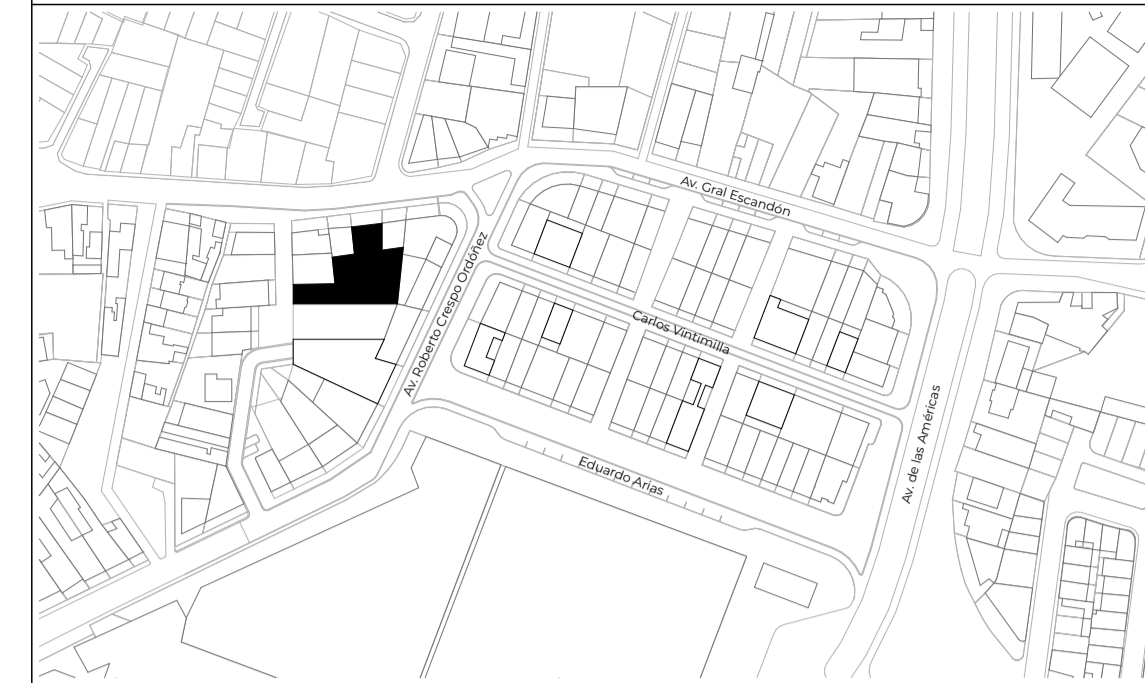 Av. Gral Escandón
Av. Roberto Crespo Ordóñez
Carlos Vintimilla
Av. de las Américas
Eduardo Arias